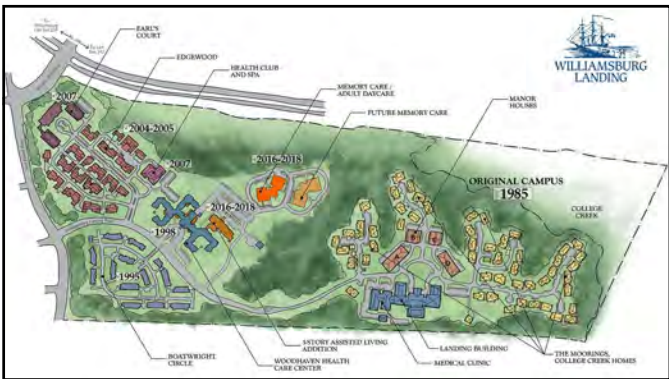 EARL'S
COURT
EDGEWOOD
HEALTH CLUB
AND SPA
MEMORY CARE /
ADULT DAYCARE
FUTURE MEMORY CARE
MANOR
HOUSES
WILLIAMSBURG
LANDING
2007
2004-2005
2007
2016-2018
ORIGINAL CAMPUS
1985
COLLEGE
CREEK
2016-2018
1998
1995
BOATWRIGHT
CIRCLE
WOODHAVEN HEALTH
CARE CENTER
3-STORY ASSISTED LIVING
ADDITION
MEDICAL CLINIC
LANDING BUILDING
THE MOORINGS,
COLLEGE CREEK HOMES